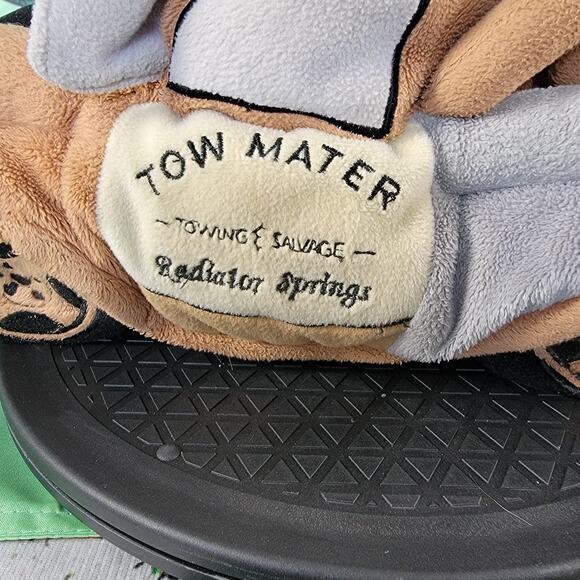 TOW MATER
- TOWING & SALVAGE -
Radiator Springs